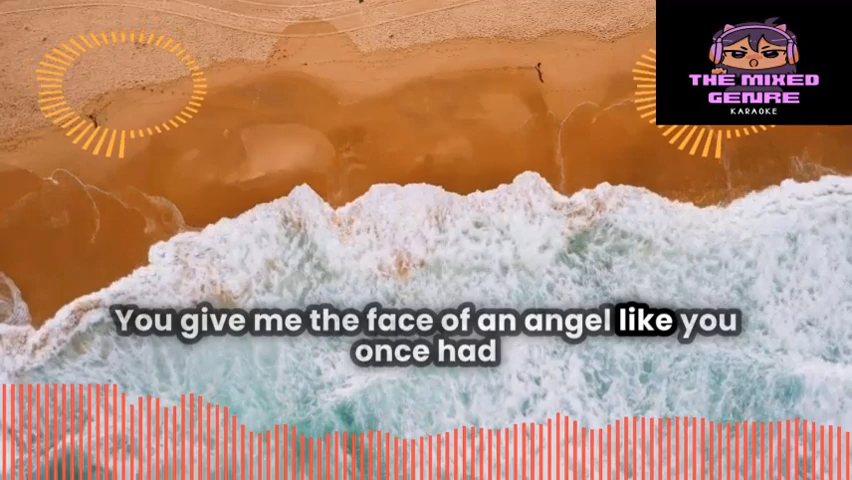 THE MIXED
GENRE
KARAOKE
You give me the face of an angel like you
once had